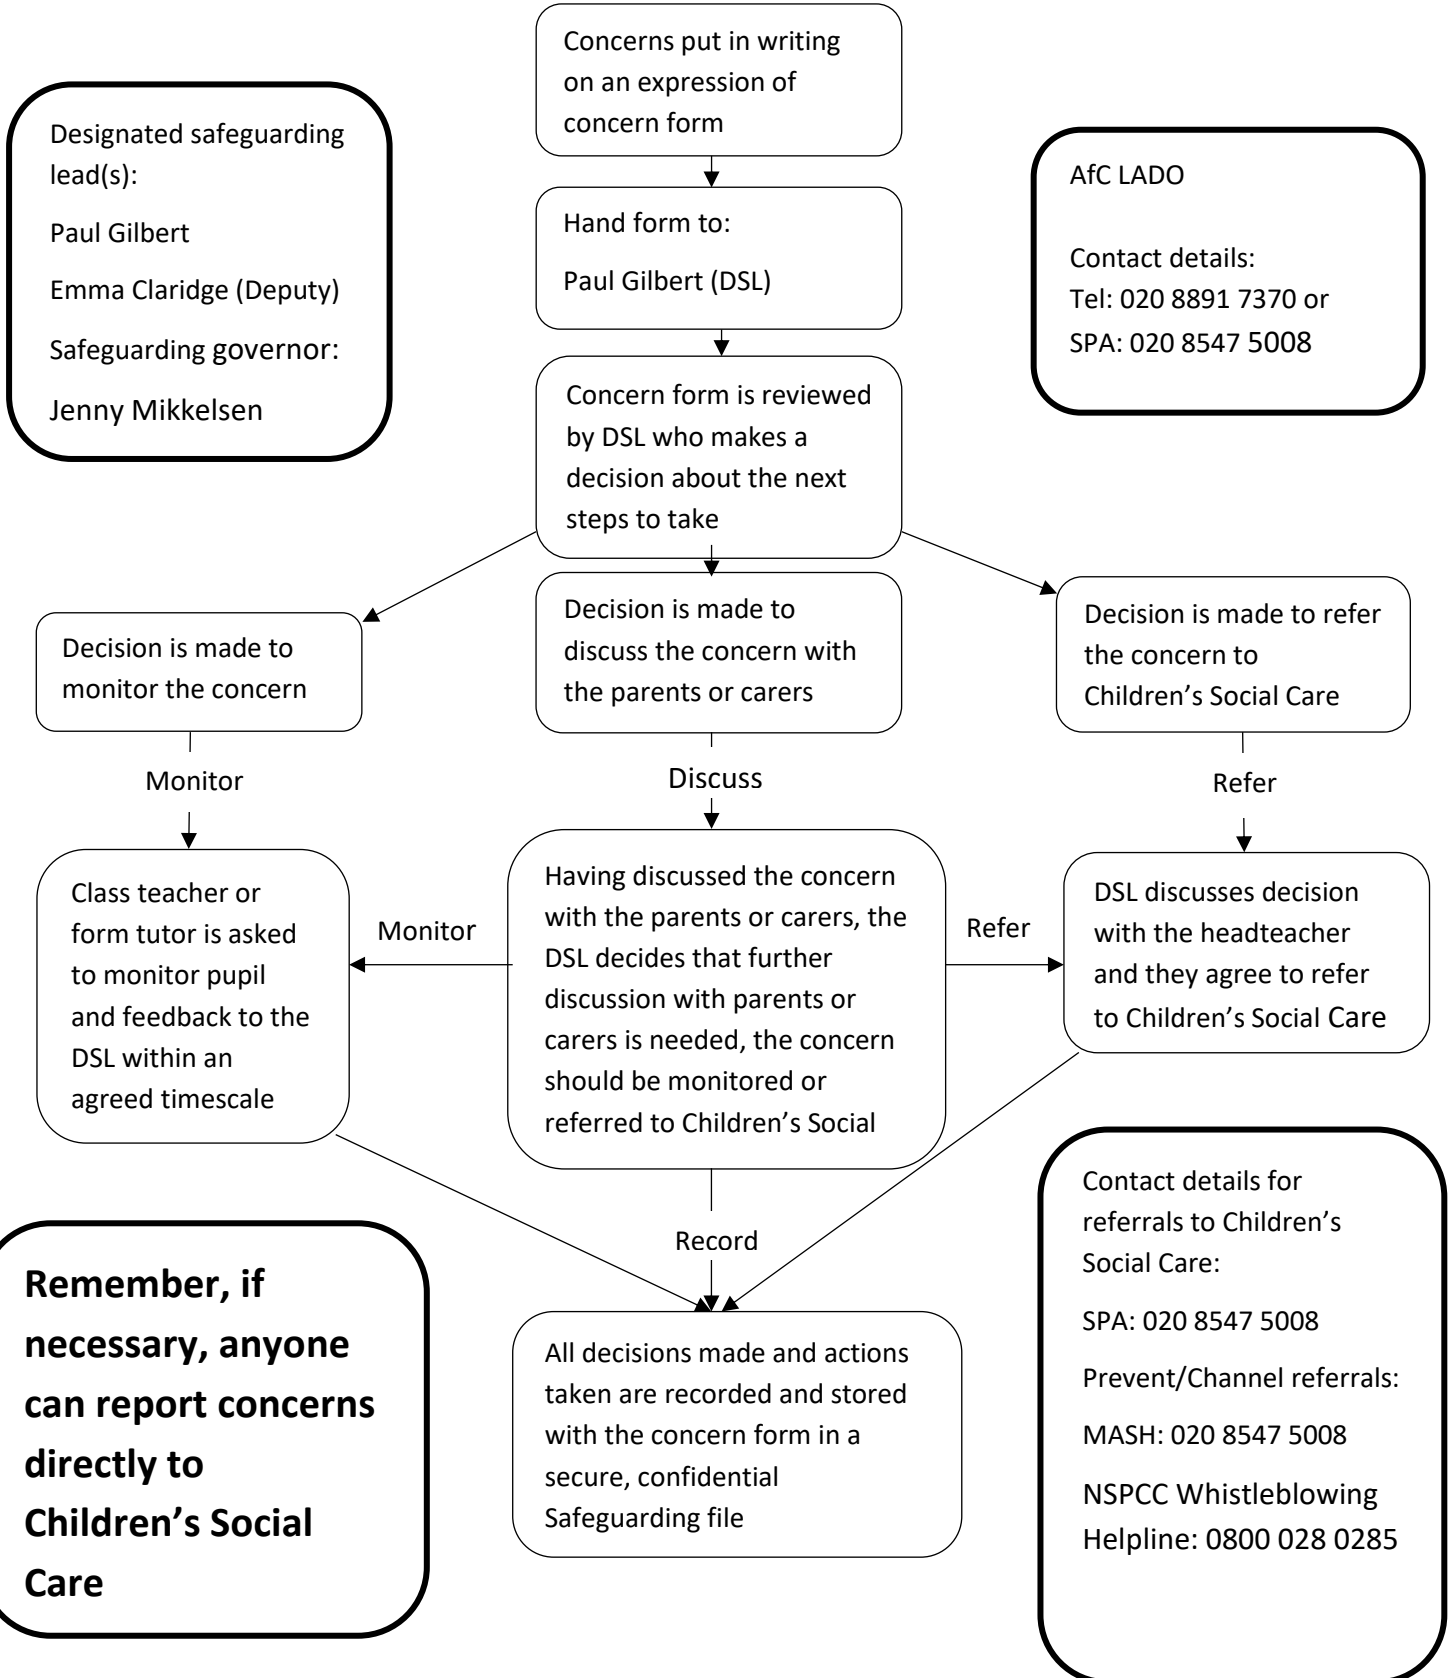 Concerns put in writing
on an expression of
concern form
Designated safeguarding
lead(s):
Paul Gilbert
Emma Claridge (Deputy)
Safeguarding governor:
Jenny Mikkelsen
Hand form to:
Paul Gilbert (DSL)
AfC LADO
Contact details:
Tel: 020 8891 7370 or
SPA: 020 8547 5008
Concern form is reviewed
by DSL who makes a
decision about the next
steps to take
Decision is made to
monitor the concern
Decision is made to
discuss the concern with
the parents or carers
Decision is made to refer
the concern to
Children’s Social Care
Monitor
Discuss
Refer
Class teacher or
form tutor is asked
to monitor pupil
and feedback to the
DSL within an
agreed timescale
Monitor
Having discussed the concern
with the parents or carers, the
DSL decides that further
discussion with parents or
carers is needed, the concern
should be monitored or
referred to Children’s Social
Refer
DSL discusses decision
with the headteacher
and they agree to refer
to Children’s Social Care
Record
Remember, if
necessary, anyone
can report concerns
directly to
Children’s Social
Care
All decisions made and actions
taken are recorded and stored
with the concern form in a
secure, confidential
Safeguarding file
Contact details for
referrals to Children’s
Social Care:
SPA: 020 8547 5008
Prevent/Channel referrals:
MASH: 020 8547 5008
NSPCC Whistleblowing
Helpline: 0800 028 0285